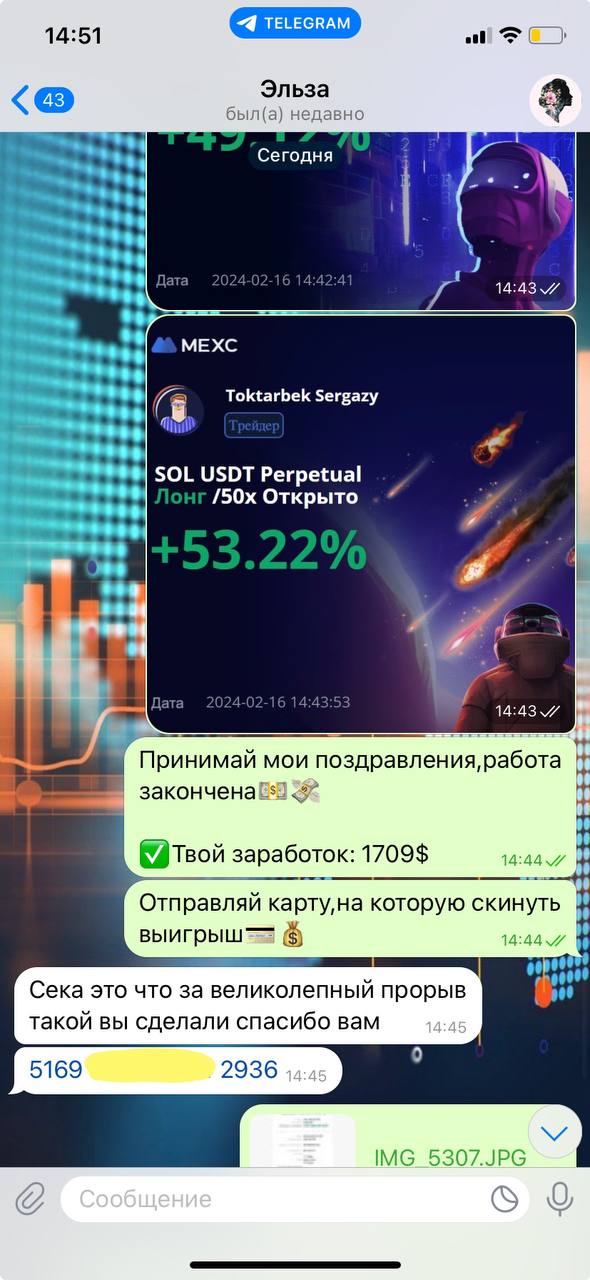 14:51
TELEGRAM
43
Эльза
был(а) недавно
+49.12%
Сегодня
Дата 2024-02-16 14:42:41
14:43
MEXC
Toktarbek Sergazy
Трейдер
SOL USDT Perpetual
Лонг /50x Открыто
+53.22%
Дата 2024-02-16 14:43:53
14:43
Принимай мои поздравления,работа
закончена
Твой заработок: 1709$
14:44
Отправляй карту,на которую скинуть
выигрыш
14:44
Сека это что за великолепный прорыв
такой вы сделали спасибо вам
14:45
5169 2936 14:45
IMG_5307.JPG
Сообщение